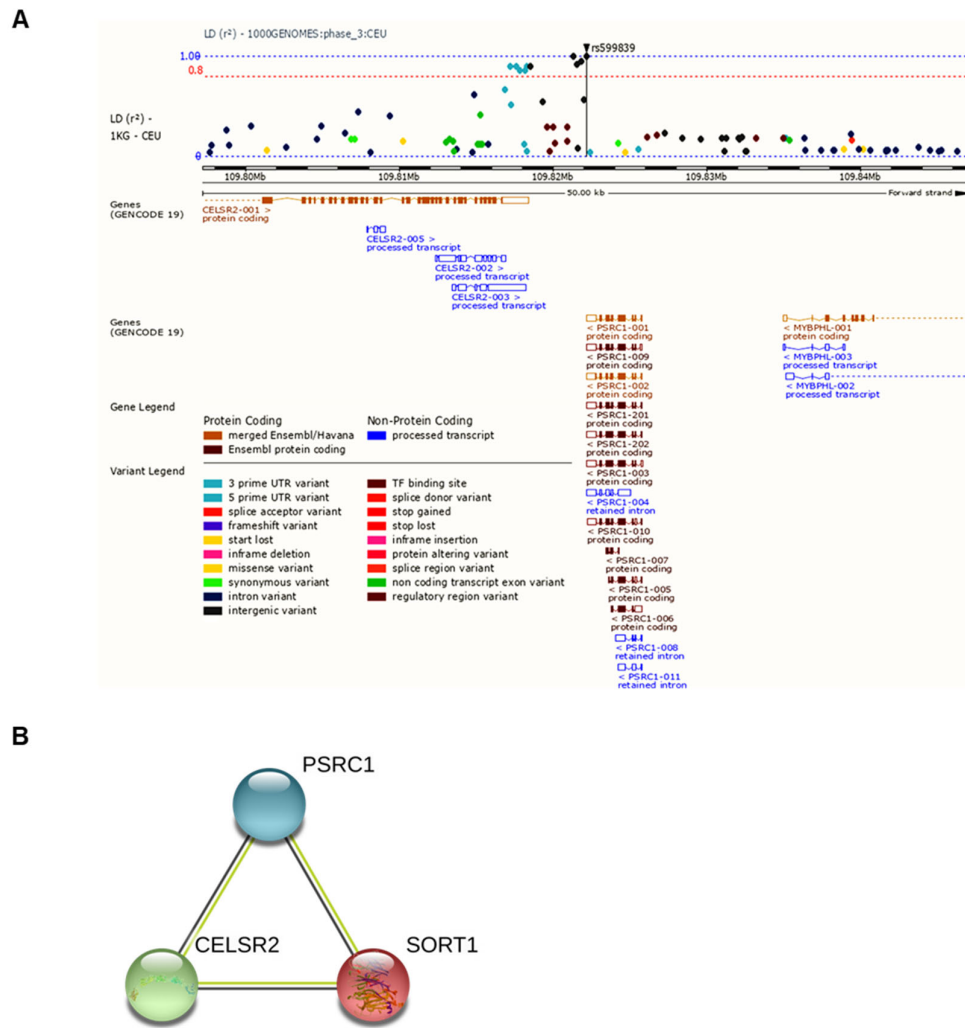 A
LD (r²) - 1000GENOMES:phase_3:CEU
rs599839
1.00
0.8
LD (r²) -
1KG - CEU
0
109.80Mb 109.81Mb 109.82Mb 109.83Mb 109.84Mb
50.00 kb Forward strand
Genes
(GENCODE 19)
CELSR2-001 >
protein coding
CELSR2-005 >
processed transcript
CELSR2-002 >
processed transcript
CELSR2-003 >
processed transcript
Genes
(GENCODE 19)
< PSRC1-001
protein coding
< MYBPHL-001
protein coding
< PSRC1-009
protein coding
< MYBPHL-003
processed transcript
< PSRC1-002
protein coding
< MYBPHL-002
processed transcript
< PSRC1-201
protein coding
< PSRC1-202
protein coding
< PSRC1-003
protein coding
< PSRC1-004
retained intron
< PSRC1-010
protein coding
< PSRC1-007
protein coding
< PSRC1-005
protein coding
< PSRC1-006
protein coding
< PSRC1-008
retained intron
< PSRC1-011
retained intron
Gene Legend
Protein Coding Non-Protein Coding
merged Ensembl/Havana processed transcript
Ensembl protein coding
Variant Legend
3 prime UTR variant TF binding site
5 prime UTR variant splice donor variant
splice acceptor variant stop gained
frameshift variant stop lost
start lost inframe insertion
inframe deletion protein altering variant
missense variant splice region variant
synonymous variant non coding transcript exon variant
intron variant regulatory region variant
intergenic variant
B
PSRC1
CELSR2
SORT1